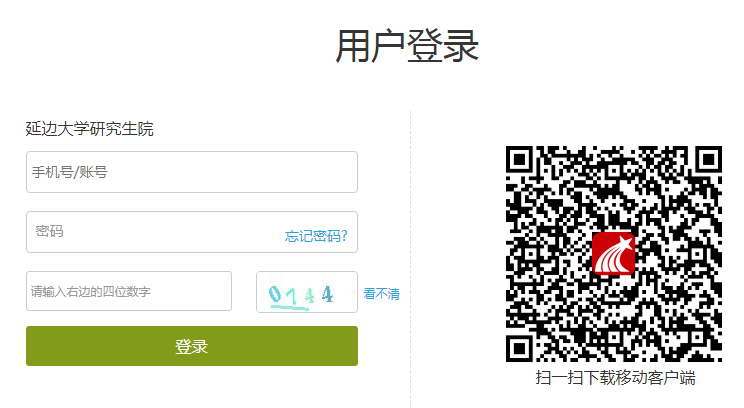 用户登录
延边大学研究生院
手机号/账号
密码
忘记密码?
请输入右边的四位数字
看不清
登录
扫一扫下载移动客户端